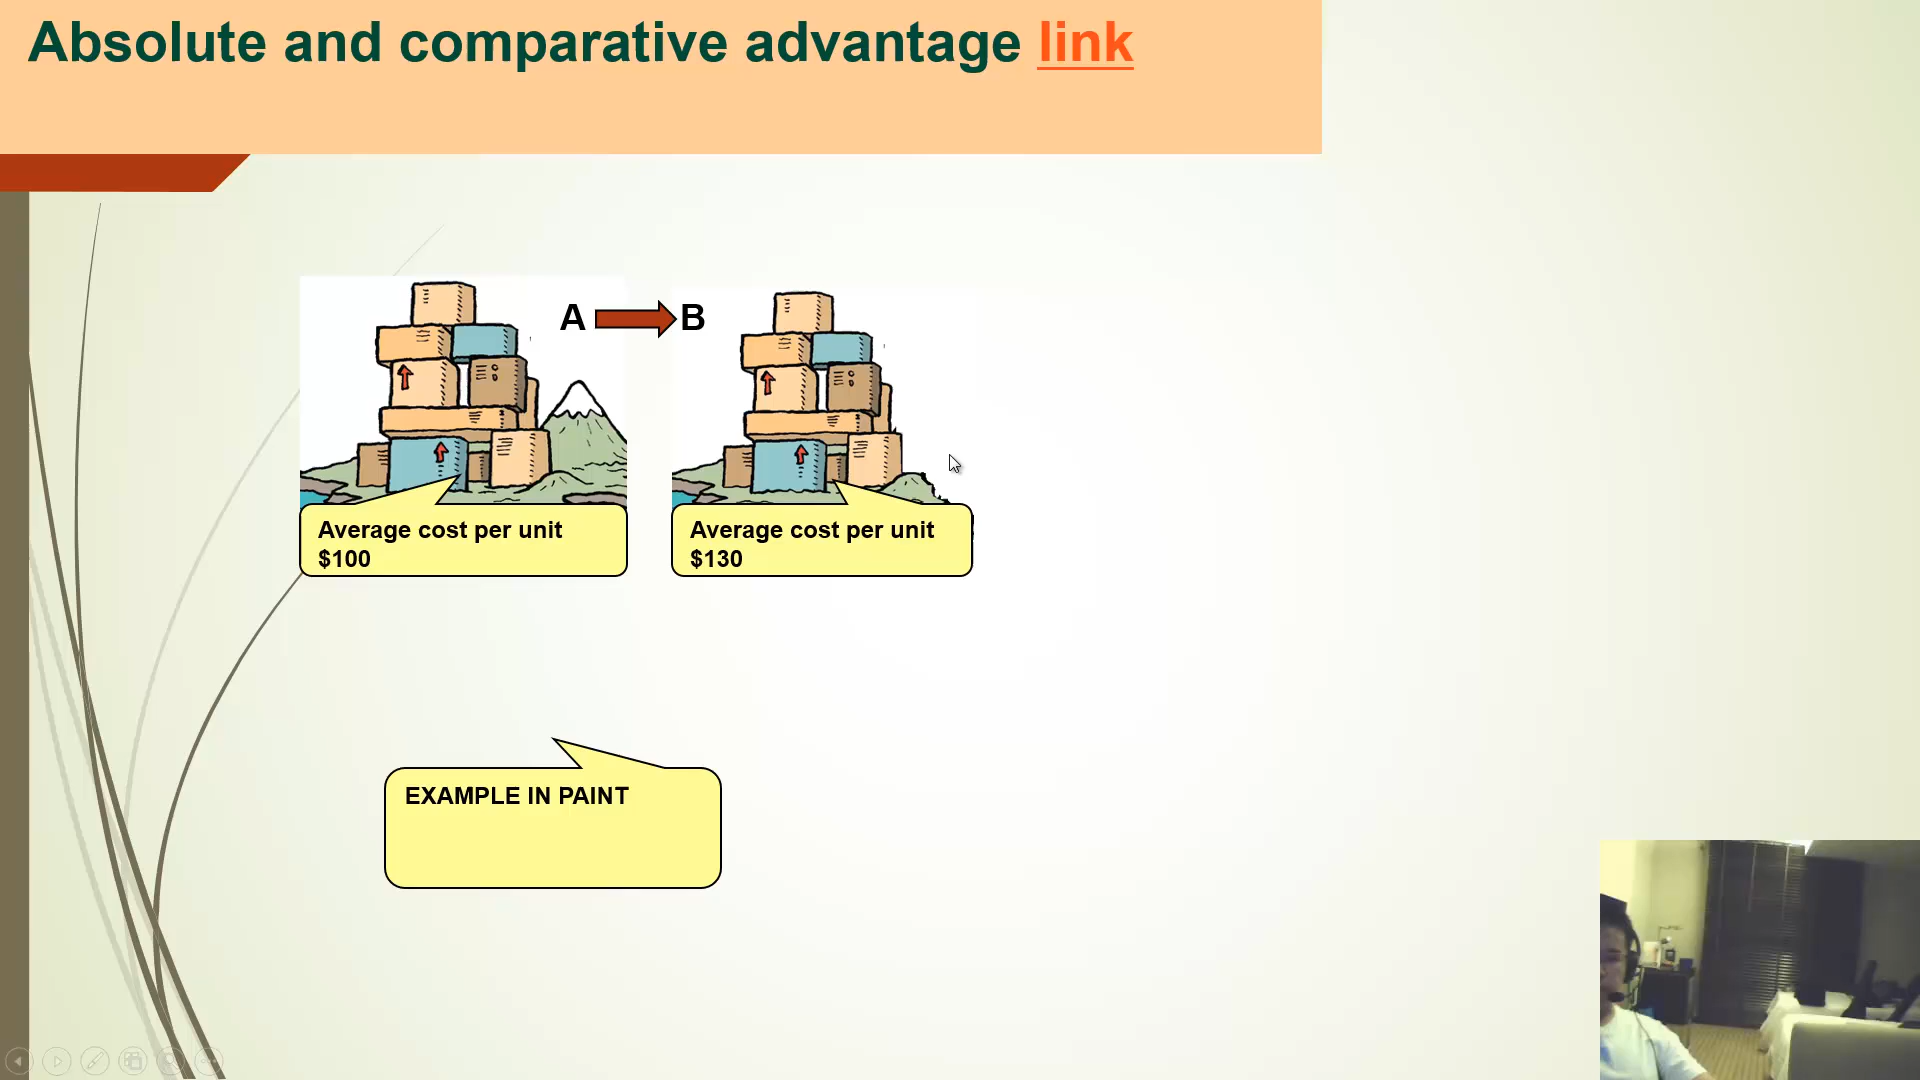 Absolute and comparative advantage link
A B
Average cost per unit
$100
Average cost per unit
$130
EXAMPLE IN PAINT